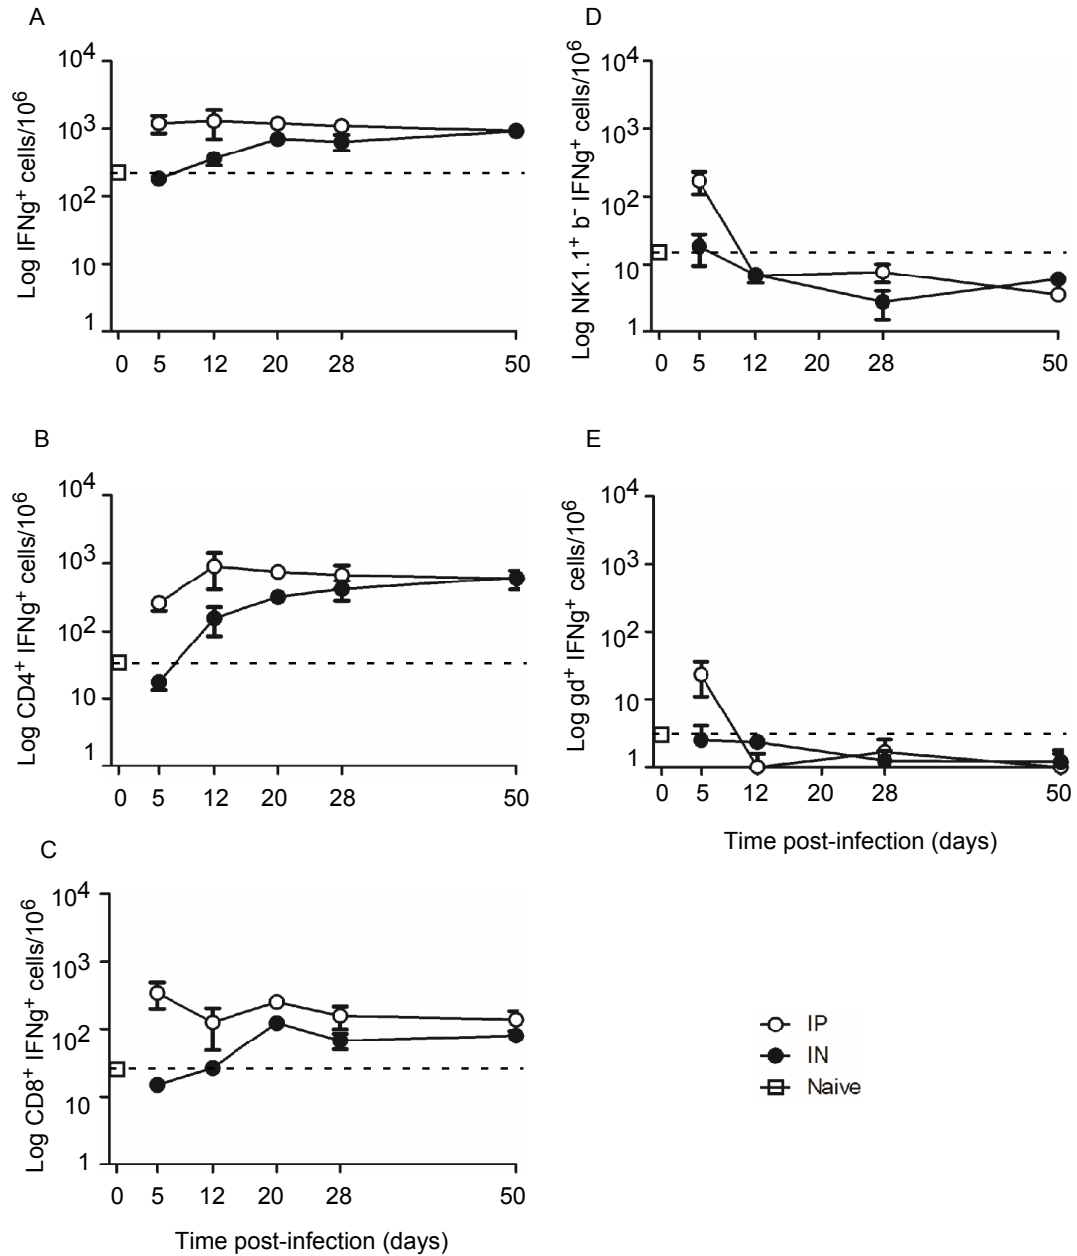 A
Log IFNg⁺ cells/10⁶
10⁴
10³
10²
10
1
0 5 12 20 28 50
B
Log CD4⁺ IFNg⁺ cells/10⁶
10⁴
10³
10²
10
1
0 5 12 20 28 50
C
Log CD8⁺ IFNg⁺ cells/10⁶
10⁴
10³
10²
10
1
0 5 12 20 28 50
Time post-infection (days)
D
Log NK1.1⁺ b⁻ IFNg⁺ cells/10⁶
10⁴
10³
10²
10
1
0 5 12 20 28 50
E
Log gd⁺ IFNg⁺ cells/10⁶
10⁴
10³
10²
10
1
0 5 12 20 28 50
Time post-infection (days)
IP
IN
Naive